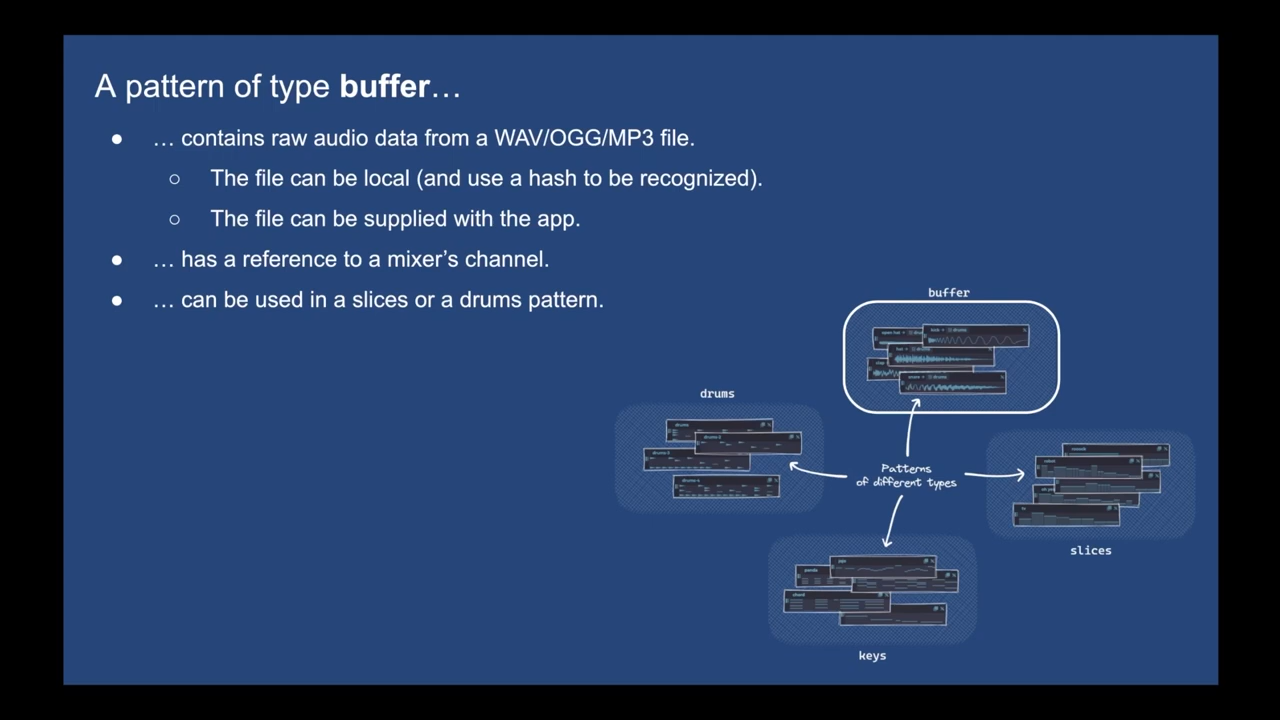 A pattern of type buffer…
● … contains raw audio data from a WAV/OGG/MP3 file.
○ The file can be local (and use a hash to be recognized).
○ The file can be supplied with the app.
● … has a reference to a mixer’s channel.
● … can be used in a slices or a drums pattern.
buffer
drums
Patterns
of different types
slices
keys